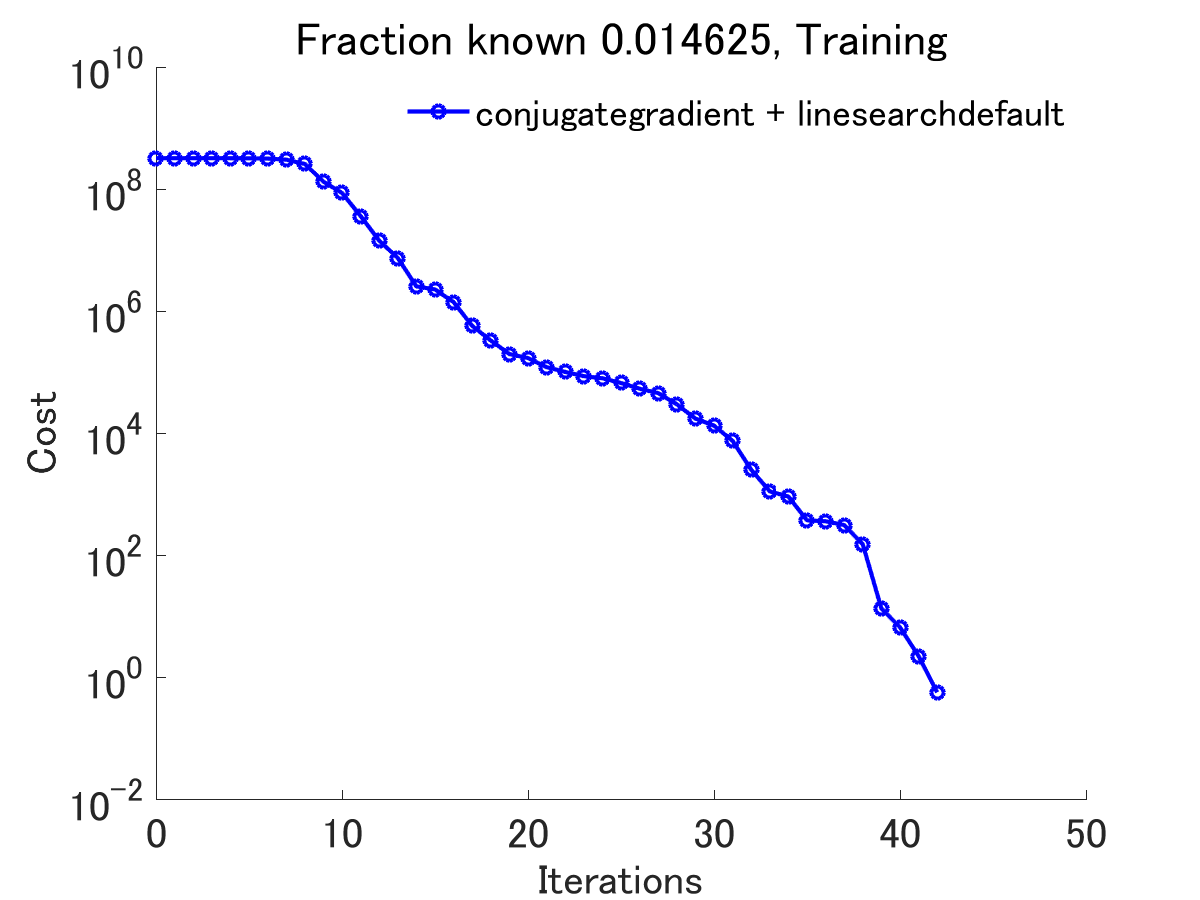 Fraction known 0.014625, Training
conjugategradient + linesearchdefault
Cost
10^10
10^8
10^6
10^4
10^2
10^0
10^-2
0 10 20 30 40 50
Iterations